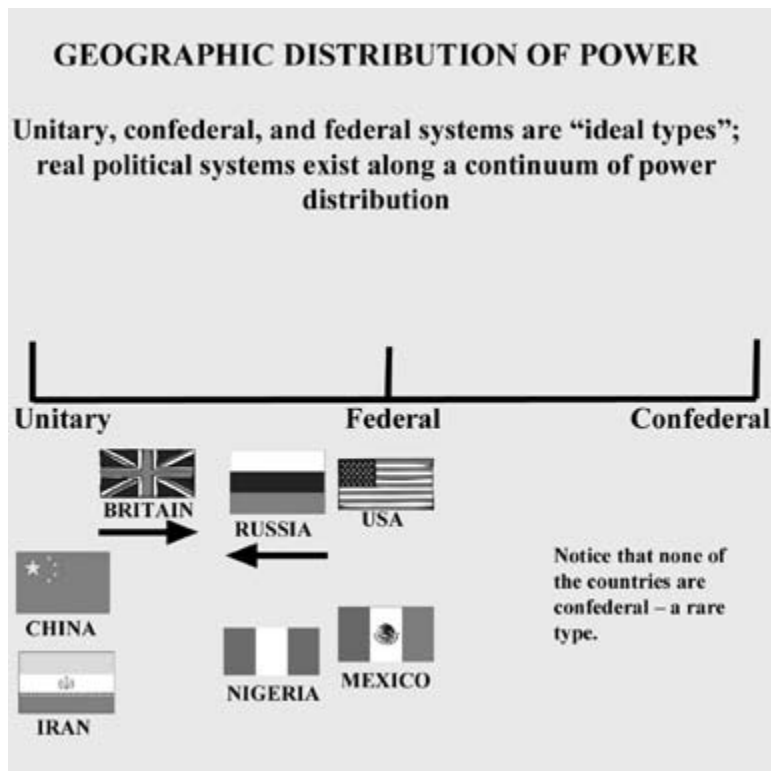 GEOGRAPHIC DISTRIBUTION OF POWER
Unitary, confederal, and federal systems are “ideal types”;
real political systems exist along a continuum of power
distribution
Unitary
Federal
Confederal
BRITAIN
RUSSIA
USA
CHINA
IRAN
NIGERIA
MEXICO
Notice that none of
the countries are
confederal – a rare
type.